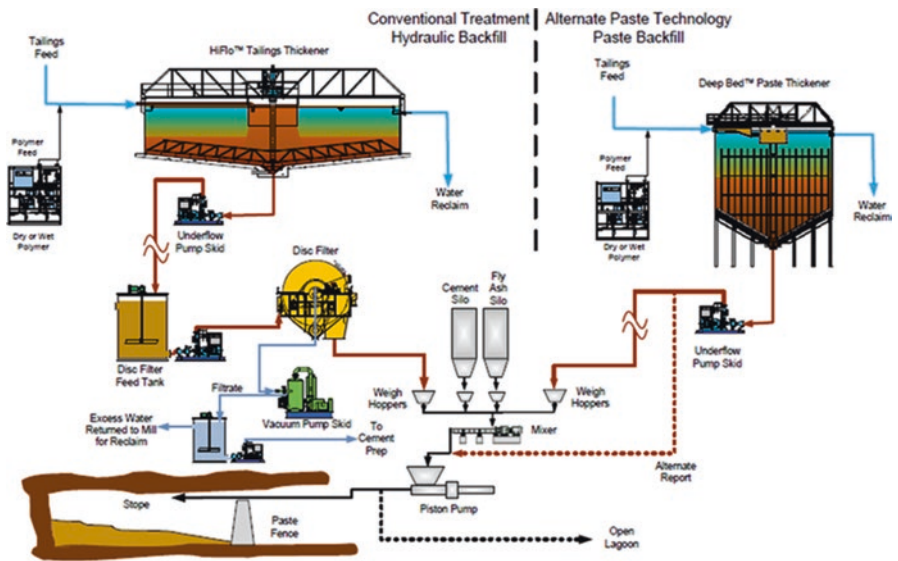 Conventional Treatment
Hydraulic Backfill
Alternate Paste Technology
Paste Backfill
Tailings
Feed
HiFlo™ Tailings Thickener
Polymer
Feed
Dry or Wet
Polymer
Water
Reclaim
Underflow
Pump Skid
Tailings
Feed
Deep Bed™ Paste Thickener
Polymer
Feed
Dry or Wet
Polymer
Water
Reclaim
Underflow
Pump Skid
Disc Filter
Feed Tank
Disc Filter
Cement
Silo
Fly
Ash
Silo
Weigh
Hoppers
Weigh
Hoppers
Filtrate
Vacuum Pump Skid
Excess Water
Returned to Mill
for Reclaim
To
Cement
Prep
Mixer
Alternate
Report
Stope
Paste
Fence
Piston Pump
Open
Lagoon